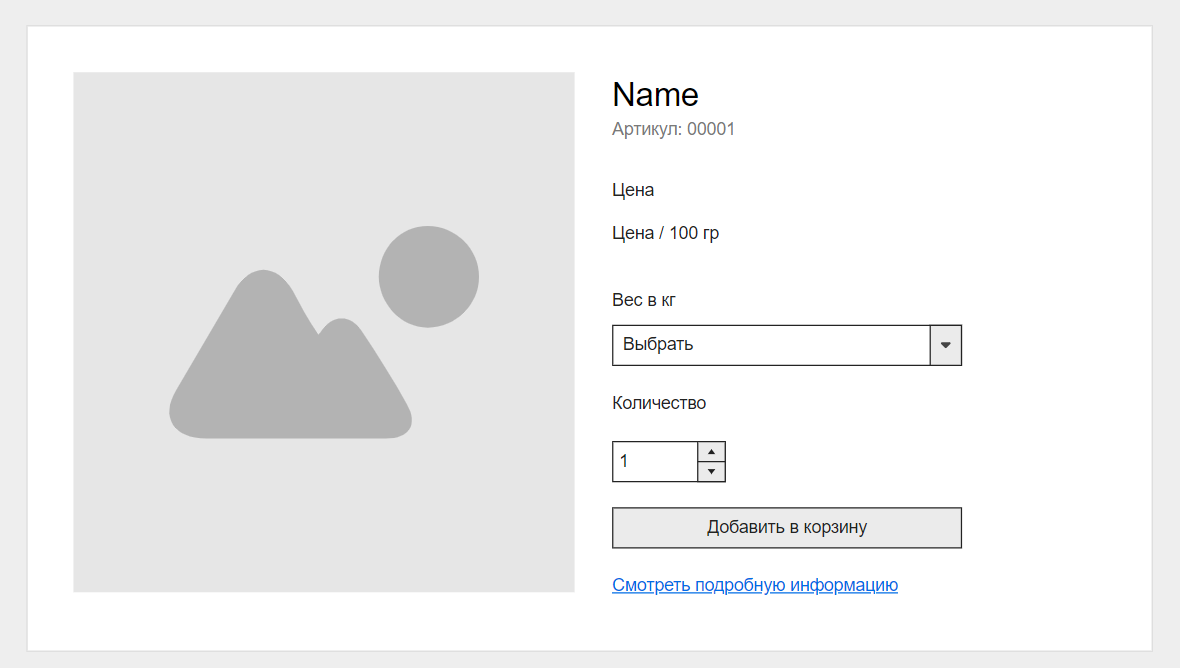 Name
Артикул: 00001
Цена
Цена / 100 гр
Вес в кг
Выбрать
Количество
1
Добавить в корзину
Смотреть подробную информацию